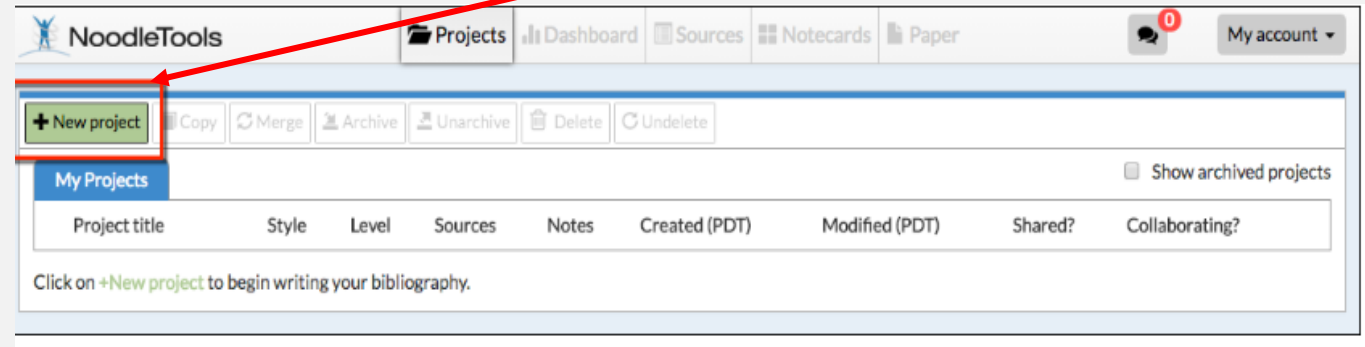 NoodleTools Projects Dashboard Sources Notecards Paper 0 My account
+ New project Copy Merge Archive Unarchive Delete Undelete
My Projects Show archived projects
Project title Style Level Sources Notes Created (PDT) Modified (PDT) Shared? Collaborating?
Click on +New project to begin writing your bibliography.